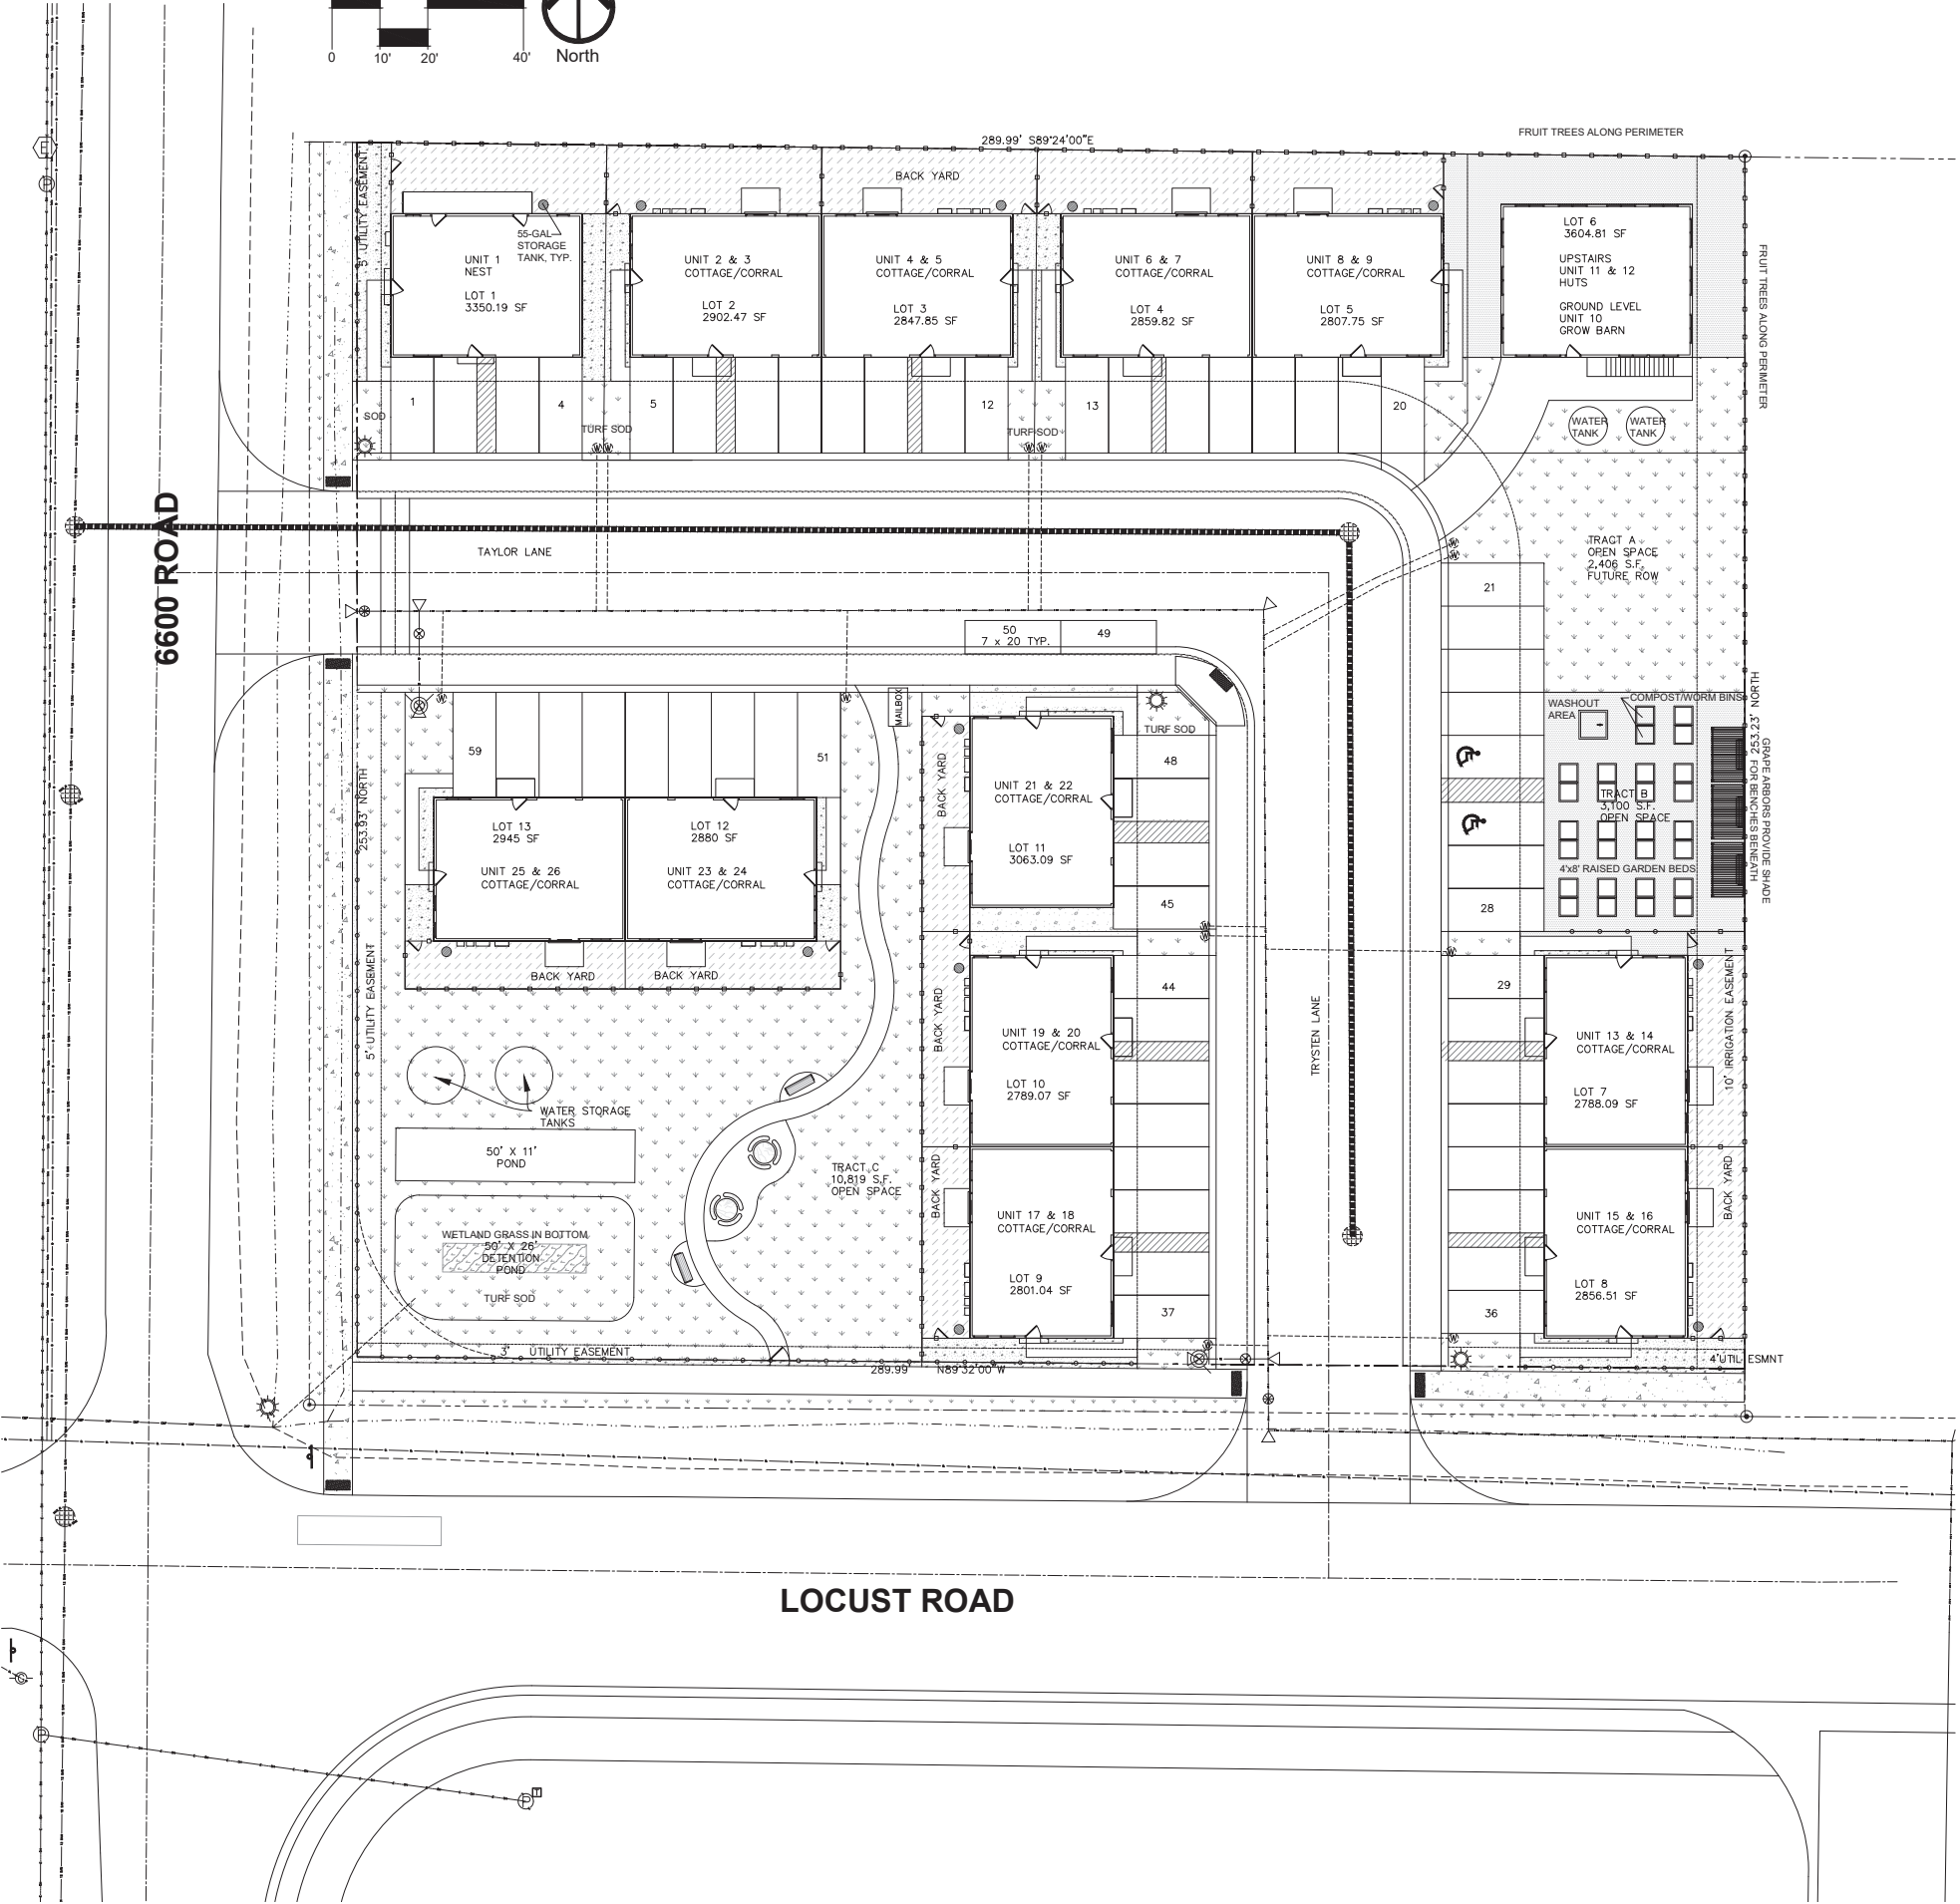 0 10' 20' 40'
North
FRUIT TREES ALONG PERIMETER
289.99' S89°24'00"E
5' UTILITY EASEMENT
BACK YARD
55-GAL
STORAGE
TANK, TYP.
UNIT 1
NEST
LOT 1
3350.19 SF
UNIT 2 & 3
COTTAGE/CORRAL
LOT 2
2902.47 SF
UNIT 4 & 5
COTTAGE/CORRAL
LOT 3
2847.85 SF
UNIT 6 & 7
COTTAGE/CORRAL
LOT 4
2859.82 SF
UNIT 8 & 9
COTTAGE/CORRAL
LOT 5
2807.75 SF
LOT 6
3604.81 SF
UPSTAIRS
UNIT 11 & 12
HUTS
GROUND LEVEL
UNIT 10
GROW BARN
FRUIT TREES ALONG PERIMETER
1
4
5
12
13
20
SOD
TURF SOD
TURF SOD
WATER
TANK
WATER
TANK
6600 ROAD
TAYLOR LANE
TRACT A
OPEN SPACE
2,406 S.F.
FUTURE ROW
21
50
7 x 20 TYP.
49
MAILBOX
WASHOUT
AREA
COMPOST/WORM BINS
253.23' NORTH
GRAPE ARBORS PROVIDE SHADE
FOR BENCHES BENEATH
TURF SOD
59
51
48
253.93' NORTH
BACK YARD
UNIT 21 & 22
COTTAGE/CORRAL
LOT 11
3063.09 SF
TRACT B
3,100 S.F.
OPEN SPACE
4'x8' RAISED GARDEN BEDS
LOT 13
2945 SF
UNIT 25 & 26
COTTAGE/CORRAL
LOT 12
2880 SF
UNIT 23 & 24
COTTAGE/CORRAL
45
28
BACK YARD
BACK YARD
5' UTILITY EASEMENT
44
29
BACK YARD
UNIT 19 & 20
COTTAGE/CORRAL
LOT 10
2789.07 SF
TRYSTEN LANE
UNIT 13 & 14
COTTAGE/CORRAL
LOT 7
2788.09 SF
10' IRRIGATION EASEMENT
WATER STORAGE
TANKS
50' X 11'
POND
TRACT C
10,819 S.F.
OPEN SPACE
BACK YARD
UNIT 17 & 18
COTTAGE/CORRAL
LOT 9
2801.04 SF
UNIT 15 & 16
COTTAGE/CORRAL
LOT 8
2856.51 SF
BACK YARD
WETLAND GRASS IN BOTTOM
50' X 26'
DETENTION
POND
TURF SOD
37
36
3' UTILITY EASEMENT
289.99' N89°32'00"W
4'UTIL ESMNT
LOCUST ROAD